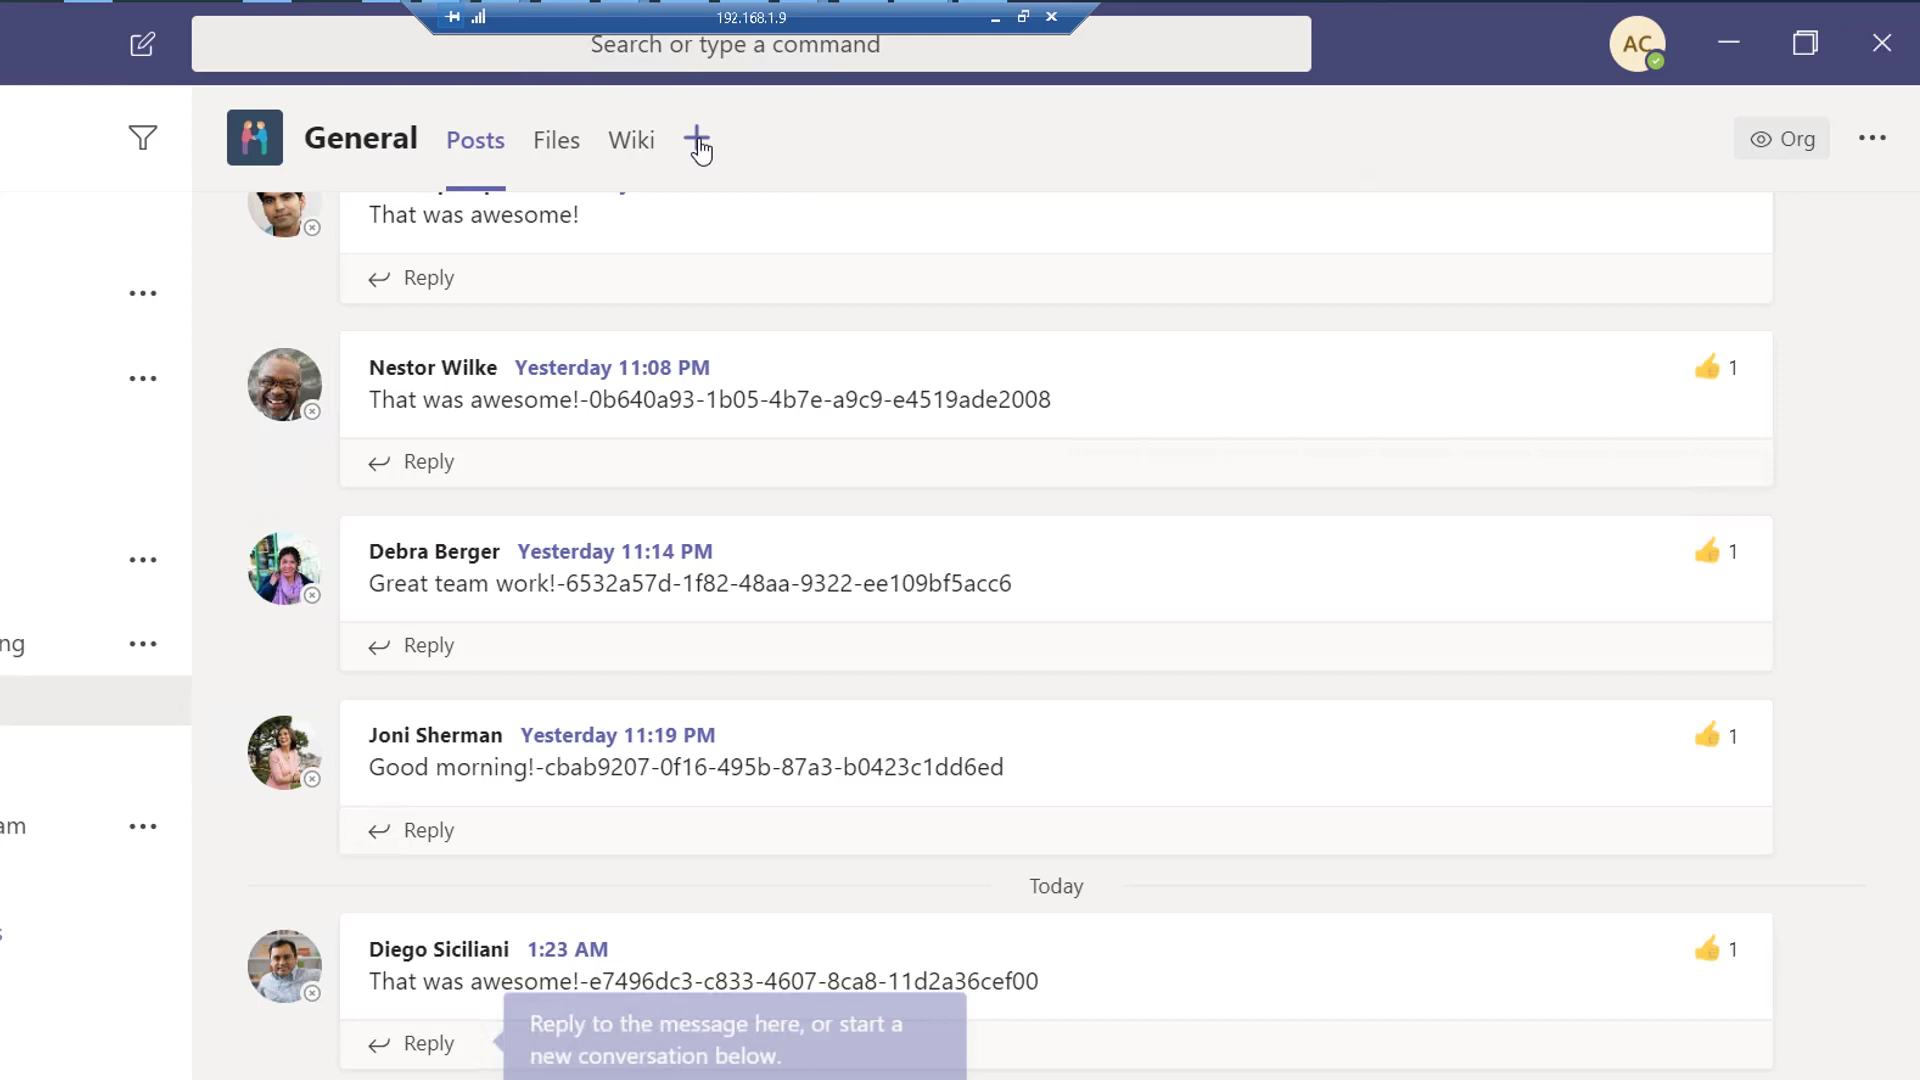 192.168.1.9
Search or type a command
AC
General
Posts
Files
Wiki
Org
That was awesome!
Reply
Nestor Wilke Yesterday 11:08 PM
1
That was awesome!-0b640a93-1b05-4b7e-a9c9-e4519ade2008
Reply
Debra Berger Yesterday 11:14 PM
1
Great team work!-6532a57d-1f82-48aa-9322-ee109bf5acc6
Reply
ng
Joni Sherman Yesterday 11:19 PM
1
Good morning!-cbab9207-0f16-495b-87a3-b0423c1dd6ed
Reply
am
Today
Diego Siciliani 1:23 AM
1
That was awesome!-e7496dc3-c833-4607-8ca8-11d2a36cef00
Reply to the message here, or start a
new conversation below.
Reply